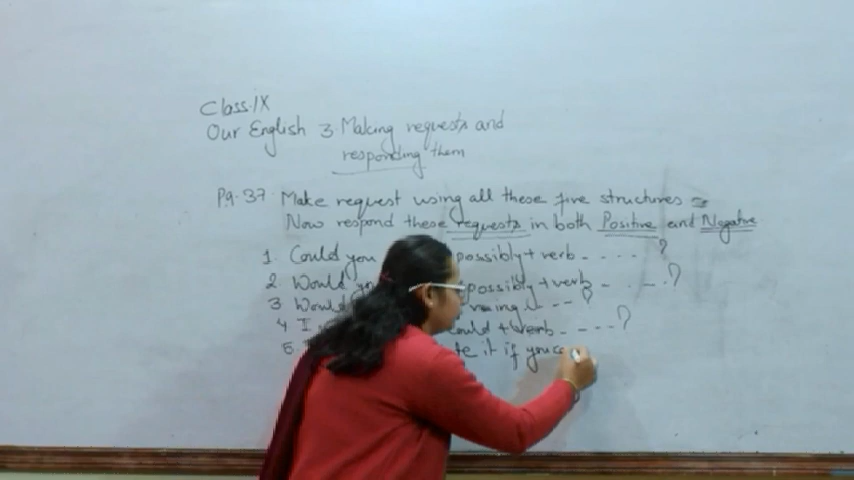 Class.IX
Our English 3. Making requests and
responding them
Pg. 37. Make request using all these five structures
Now respond these requests in both Positive and Negative
1. Could you possibly + verb - - - - - ?
2. Would you possibly + verb - - - - ?
3 Would - - ?
4 I could + verb - - - - ?
5. it if you